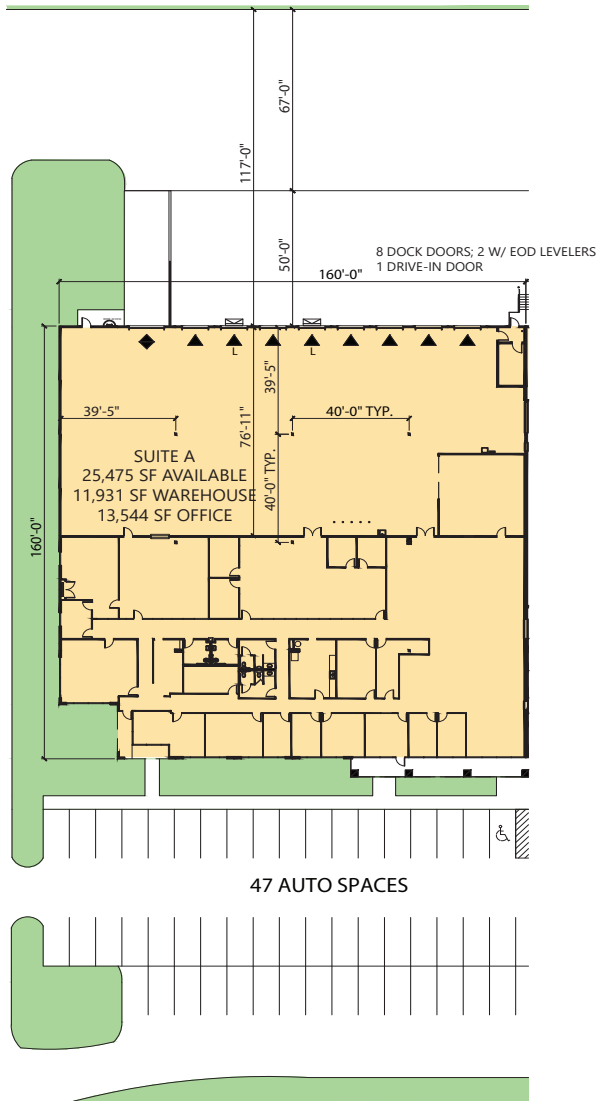 67'-0"
117'-0"
50'-0"
8 DOCK DOORS; 2 W/ EOD LEVELERS
1 DRIVE-IN DOOR
160'-0"
L
L
39'-5"
39'-5"
40'-0" TYP.
76'-11"
40'-0" TYP.
SUITE A
25,475 SF AVAILABLE
11,931 SF WAREHOUSE
13,544 SF OFFICE
160'-0"
47 AUTO SPACES